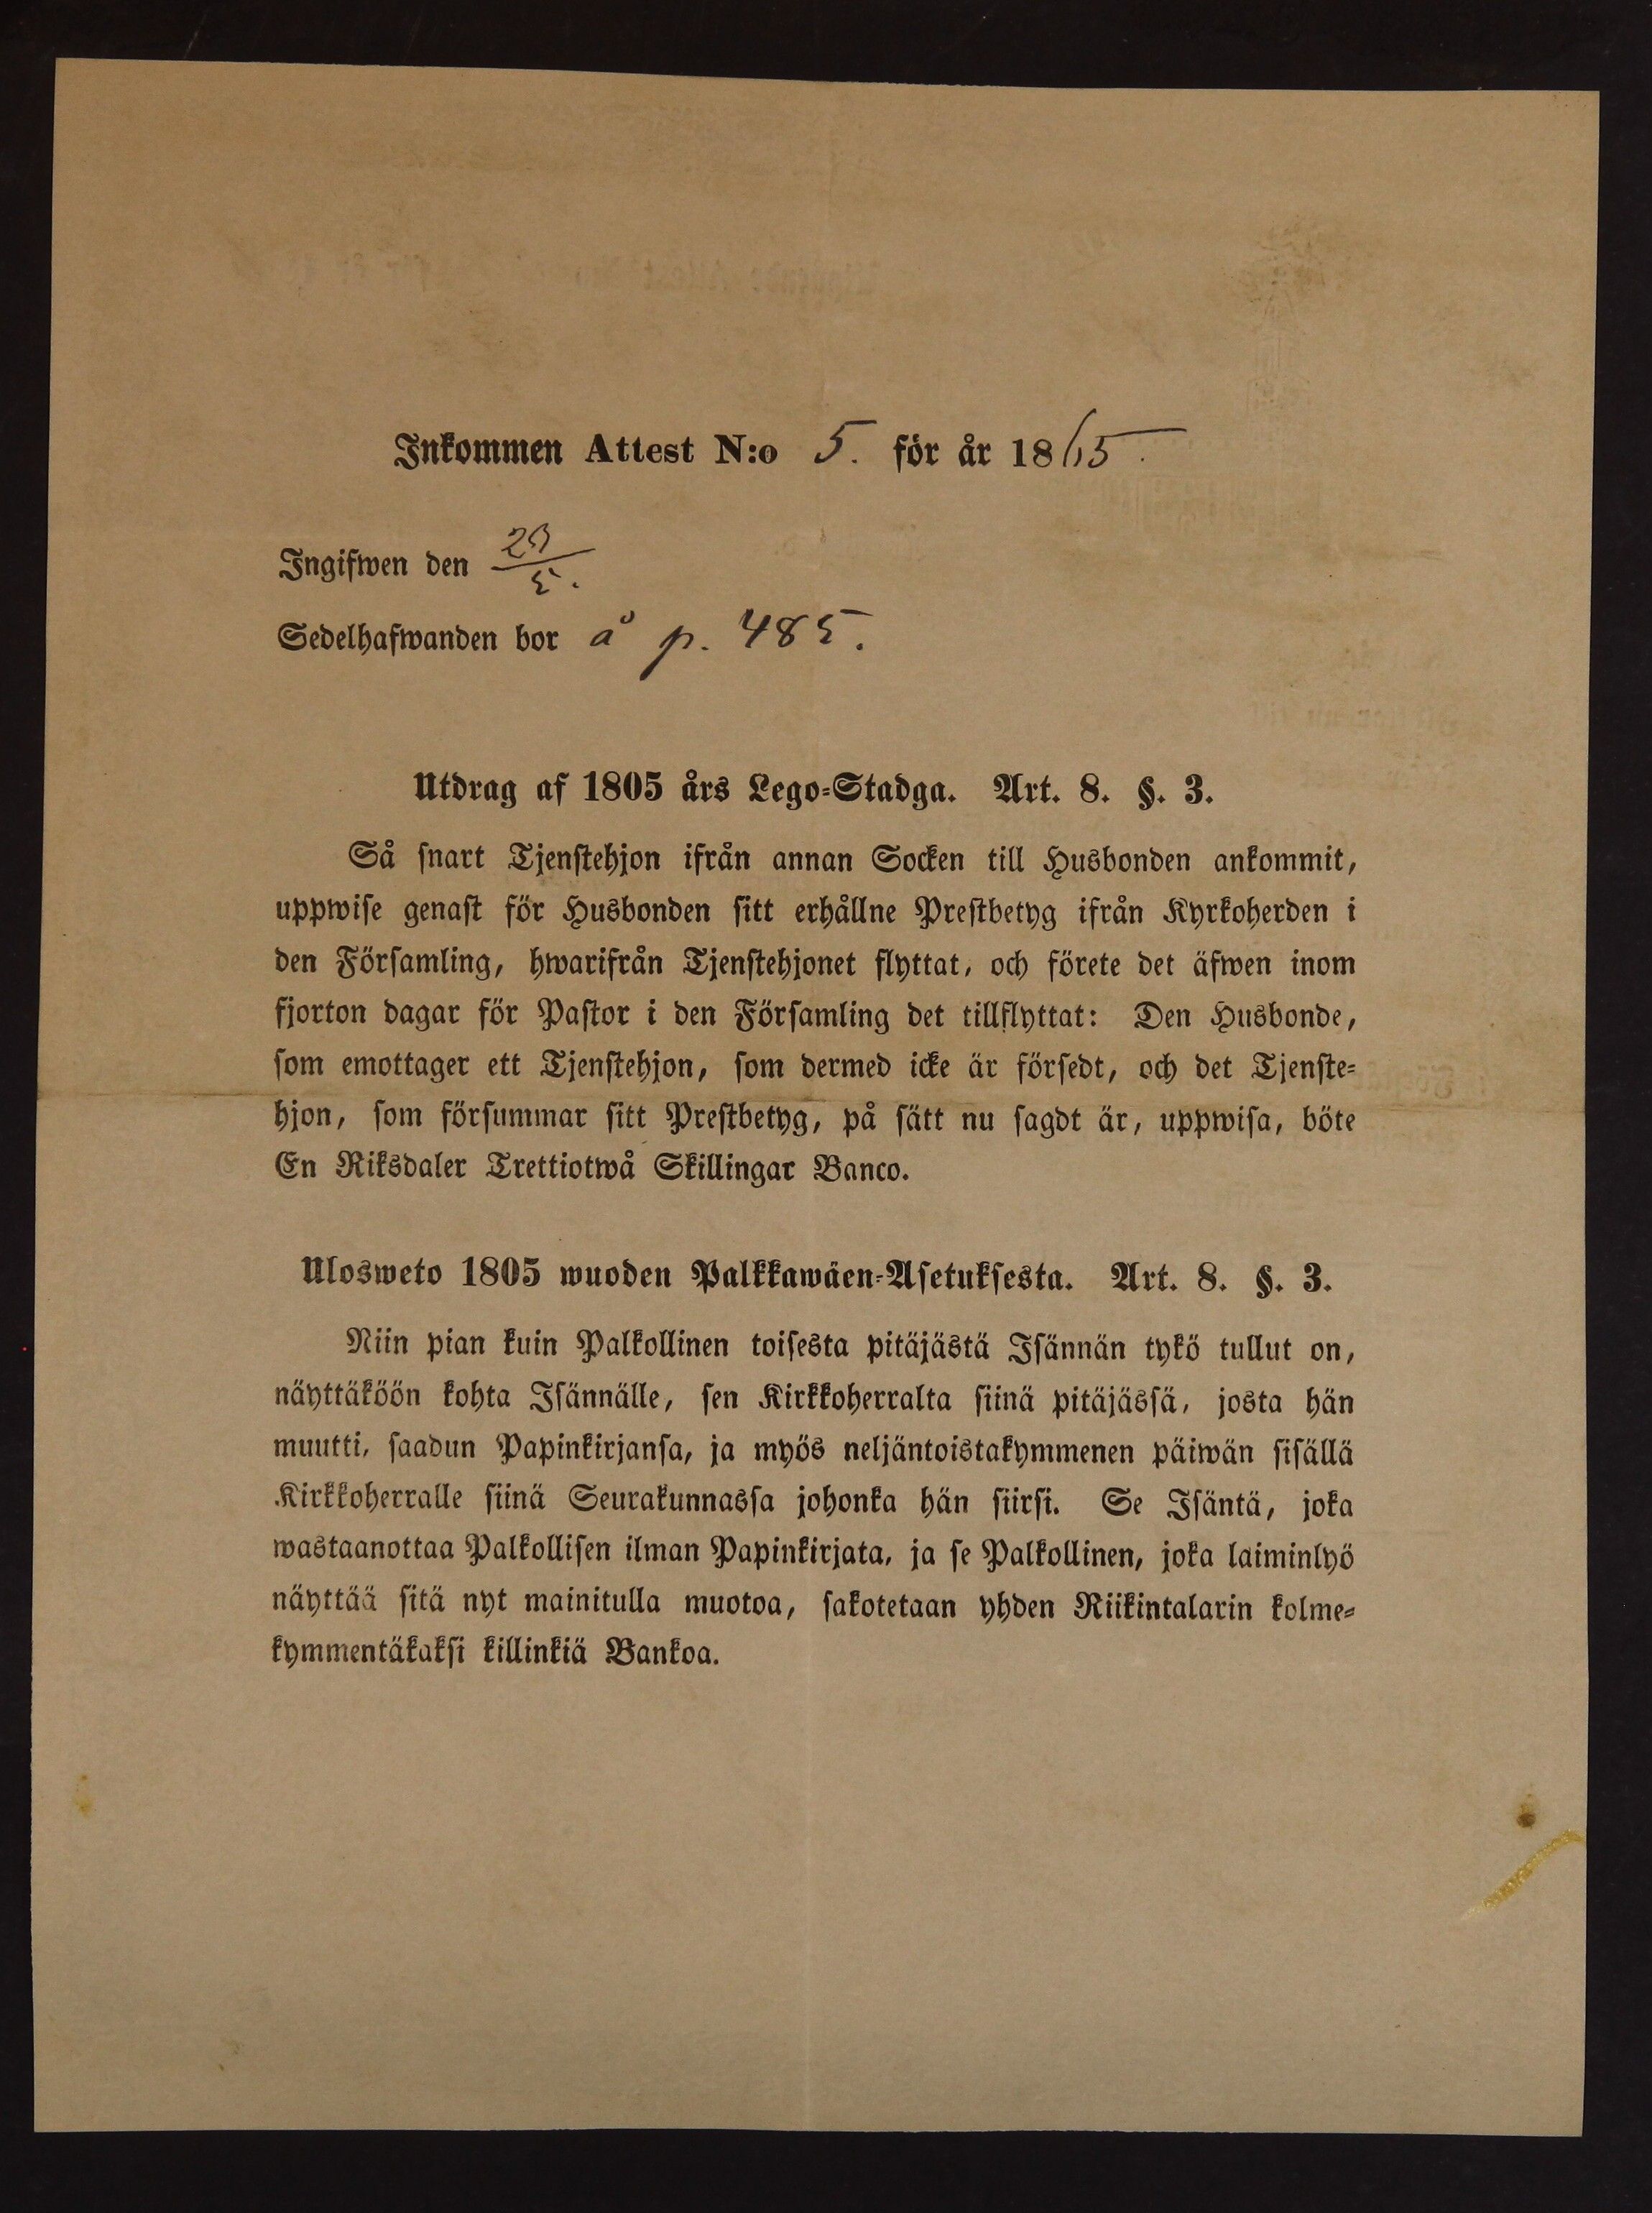 Inkommen Attest N:o 5. för år 1865.
Ingifwen den /5.
Sedelhafwanden bor å p. 485.
Utdrag af 1805 års Lego-Stadga. Art. 8. §. 3.
Så snart Tjenstehjon ifrån annan Socken till Husbonden ankommit,
uppwise genast för Husbonden sitt erhållne Prestbetyg ifrån Kyrkoherden i
den Församling, hwarifrån Tjenstehjonet flyttat, och förete det äfwen inom
fjorton dagar för Pastor i den Församling det tillflyttat: Den Husbonde,
som emottager ett Tjenstehjon, som dermed icke är försedt, och det Tjenste-
hjon, som försummar sitt Prestbetyg, på sätt nu sagdt är, uppwisa, böte
En Riksdaler Trettiotwå Skillingar Banco.
Ulosweto 1805 wuoden Palkkawäen-Asetuksesta. Art. 8. §. 3.
Niin pian kuin Palkollinen toisesta pitäjästä Isännän tykö tullut on,
näyttäköön kohta Isännälle, sen Kirkkoherralta siinä pitäjässä, josta hän
muutti, saadun Papinkirjansa, ja myös neljäntoistakymmenen päiwän sisällä
Kirkkoherralle siinä Seurakunnassa johonka hän siirsi. Se Isäntä, joka
wastaanottaa Palkollisen ilman Papinkirjata, ja se Palkollinen, joka laiminlyö
näyttää sitä nyt mainitulla muotoa, sakotetaan yhden Riikintalarin kolme-
kymmentäkaksi killinkiä Bankoa.